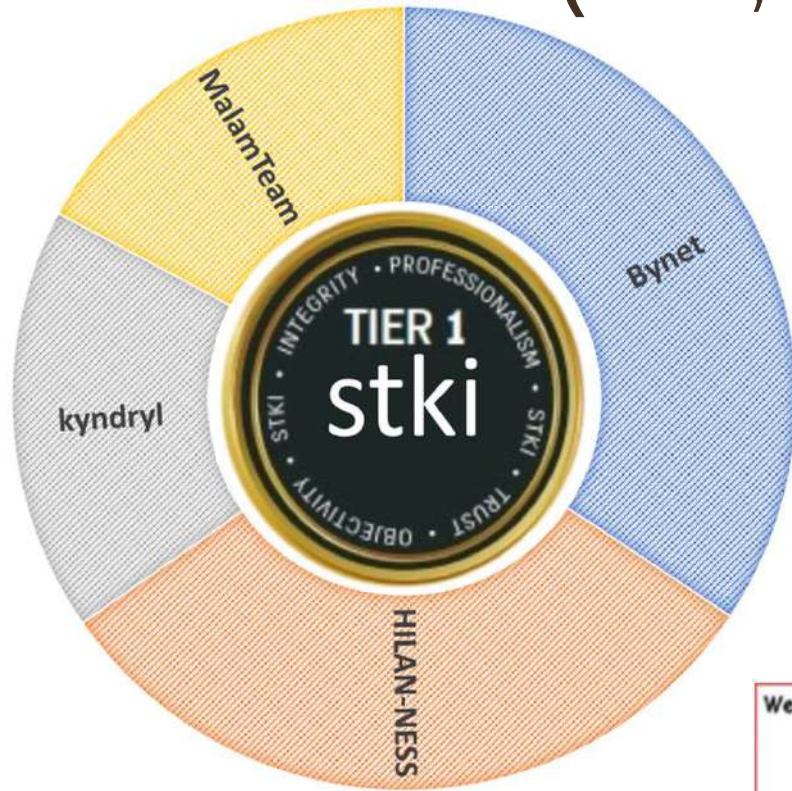 MalamTeam
Bynet
kyndryl
HILAN-NESS
TIER 1
stki
INTEGRITY • PROFESSIONALISM • STKI • TRUST • OBJECTIVITY • STKI •
We